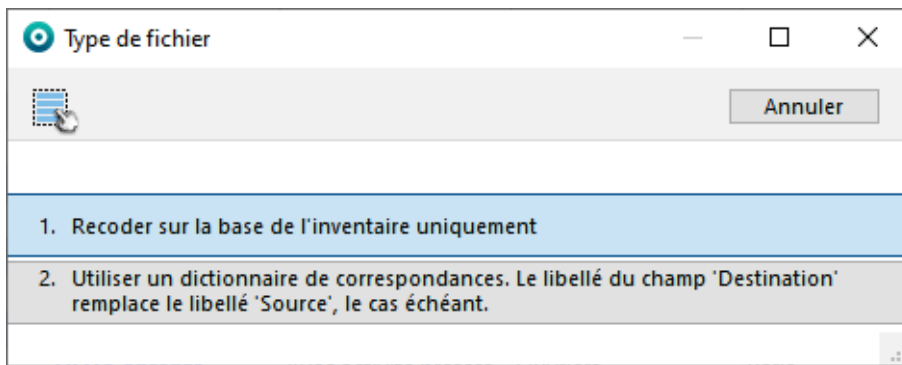 Type de fichier
Annuler
1. Recoder sur la base de l'inventaire uniquement
2. Utiliser un dictionnaire de correspondances. Le libellé du champ 'Destination'
remplace le libellé 'Source', le cas échéant.